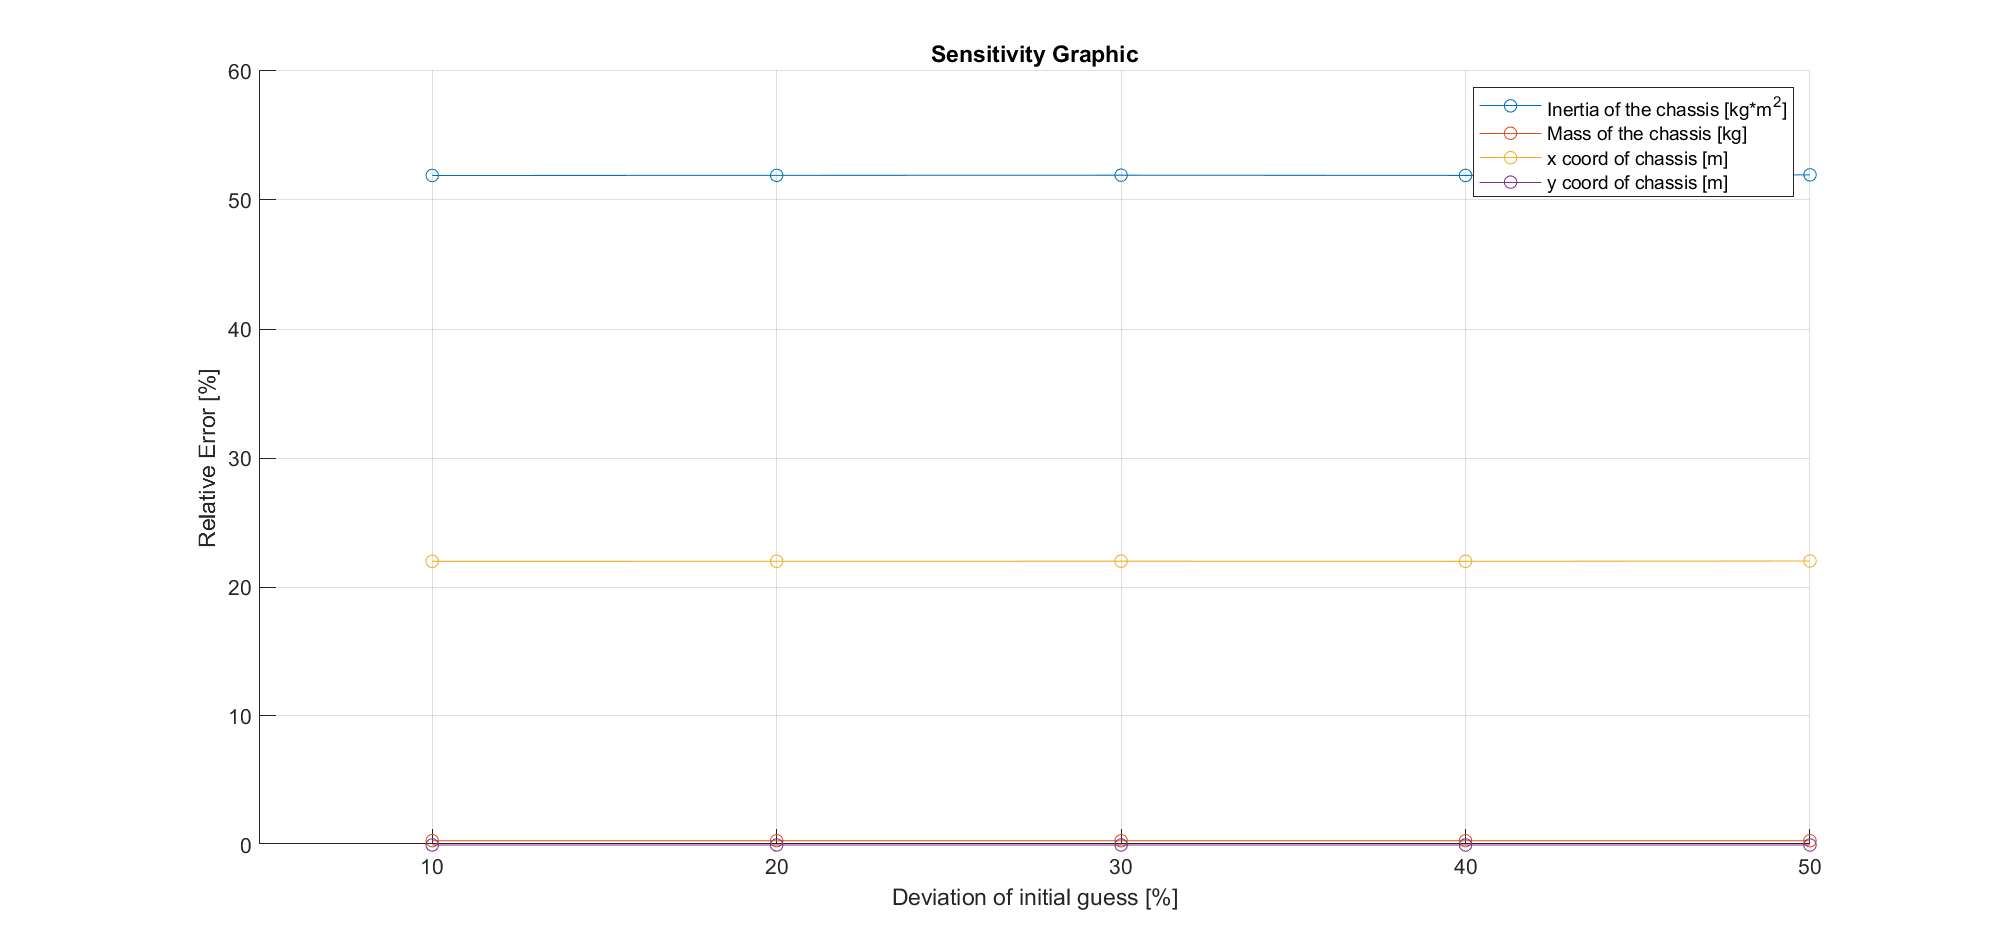 Sensitivity Graphic
60
50
40
30
20
10
0
Relative Error [%]
Inertia of the chassis [kg*m²]
Mass of the chassis [kg]
x coord of chassis [m]
y coord of chassis [m]
10 20 30 40 50
Deviation of initial guess [%]